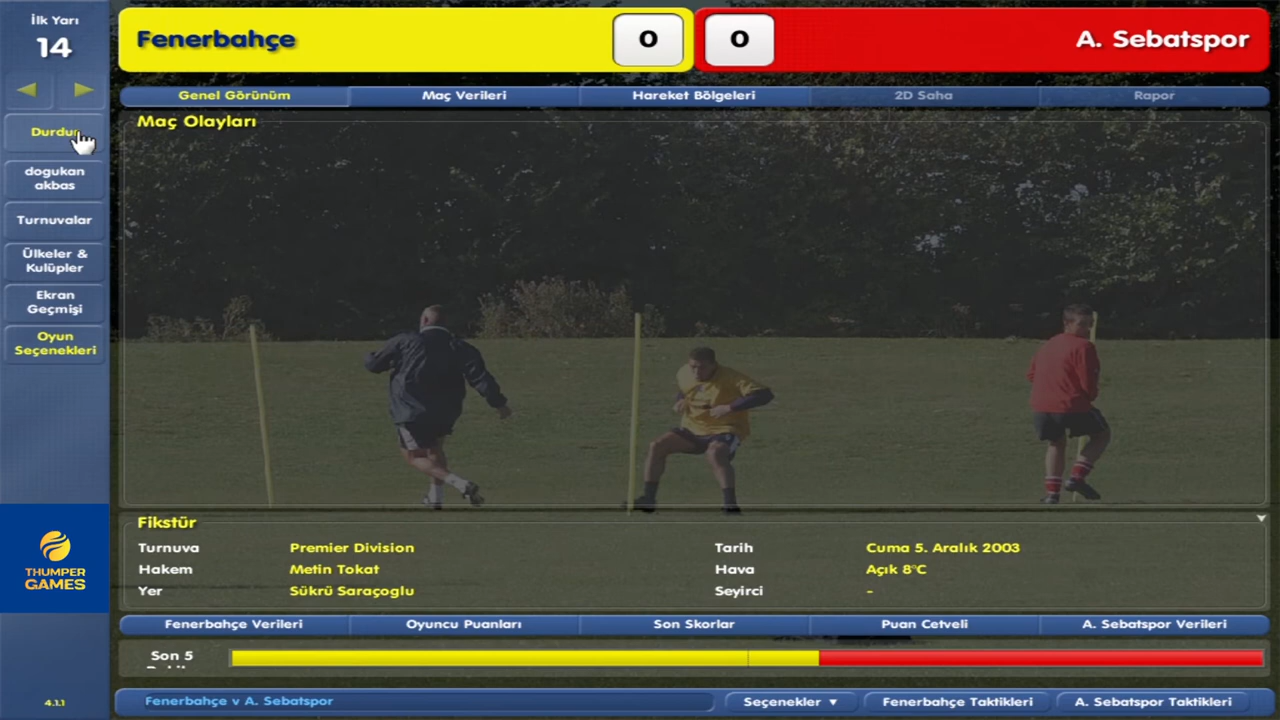 İlk Yarı
14
Fenerbahçe
0
0
A. Sebatspor
Genel Görünüm
Maç Verileri
Hareket Bölgeleri
2D Saha
Rapor
Durdur
dogukan
akbas
Turnuvalar
Ülkeler &
Kulüpler
Ekran
Geçmişi
Oyun
Seçenekleri
THUMPER
GAMES
4.1.1
Maç Olayları
Fikstür
Turnuva
Premier Division
Tarih
Cuma 5. Aralık 2003
Hakem
Metin Tokat
Hava
Açık 8°C
Yer
Sükrü Saraçoglu
Seyirci
-
Fenerbahçe Verileri
Oyuncu Puanları
Son Skorlar
Puan Cetveli
A. Sebatspor Verileri
Son 5
Fenerbahçe v A. Sebatspor
Seçenekler
Fenerbahçe Taktikleri
A. Sebatspor Taktikleri